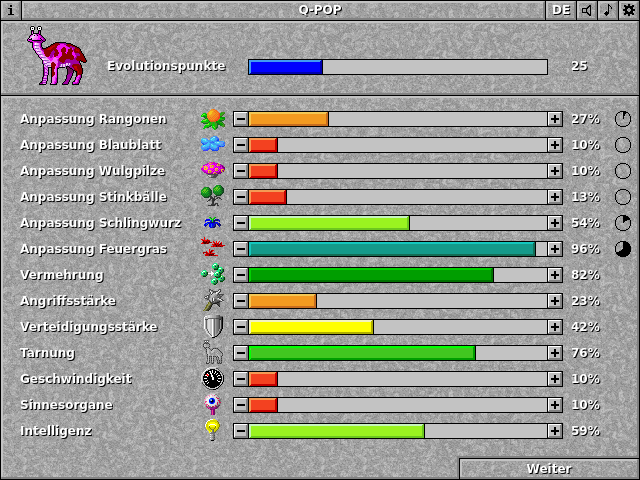 i Q-POP DE
Evolutionspunkte 25
Anpassung Rangonen 27%
Anpassung Blaublatt 10%
Anpassung Wulgpilze 10%
Anpassung Stinkbälle 13%
Anpassung Schlingwurz 54%
Anpassung Feuergras 96%
Vermehrung 82%
Angriffsstärke 23%
Verteidigungsstärke 42%
Tarnung 76%
Geschwindigkeit 10%
Sinnesorgane 10%
Intelligenz 59%
Weiter